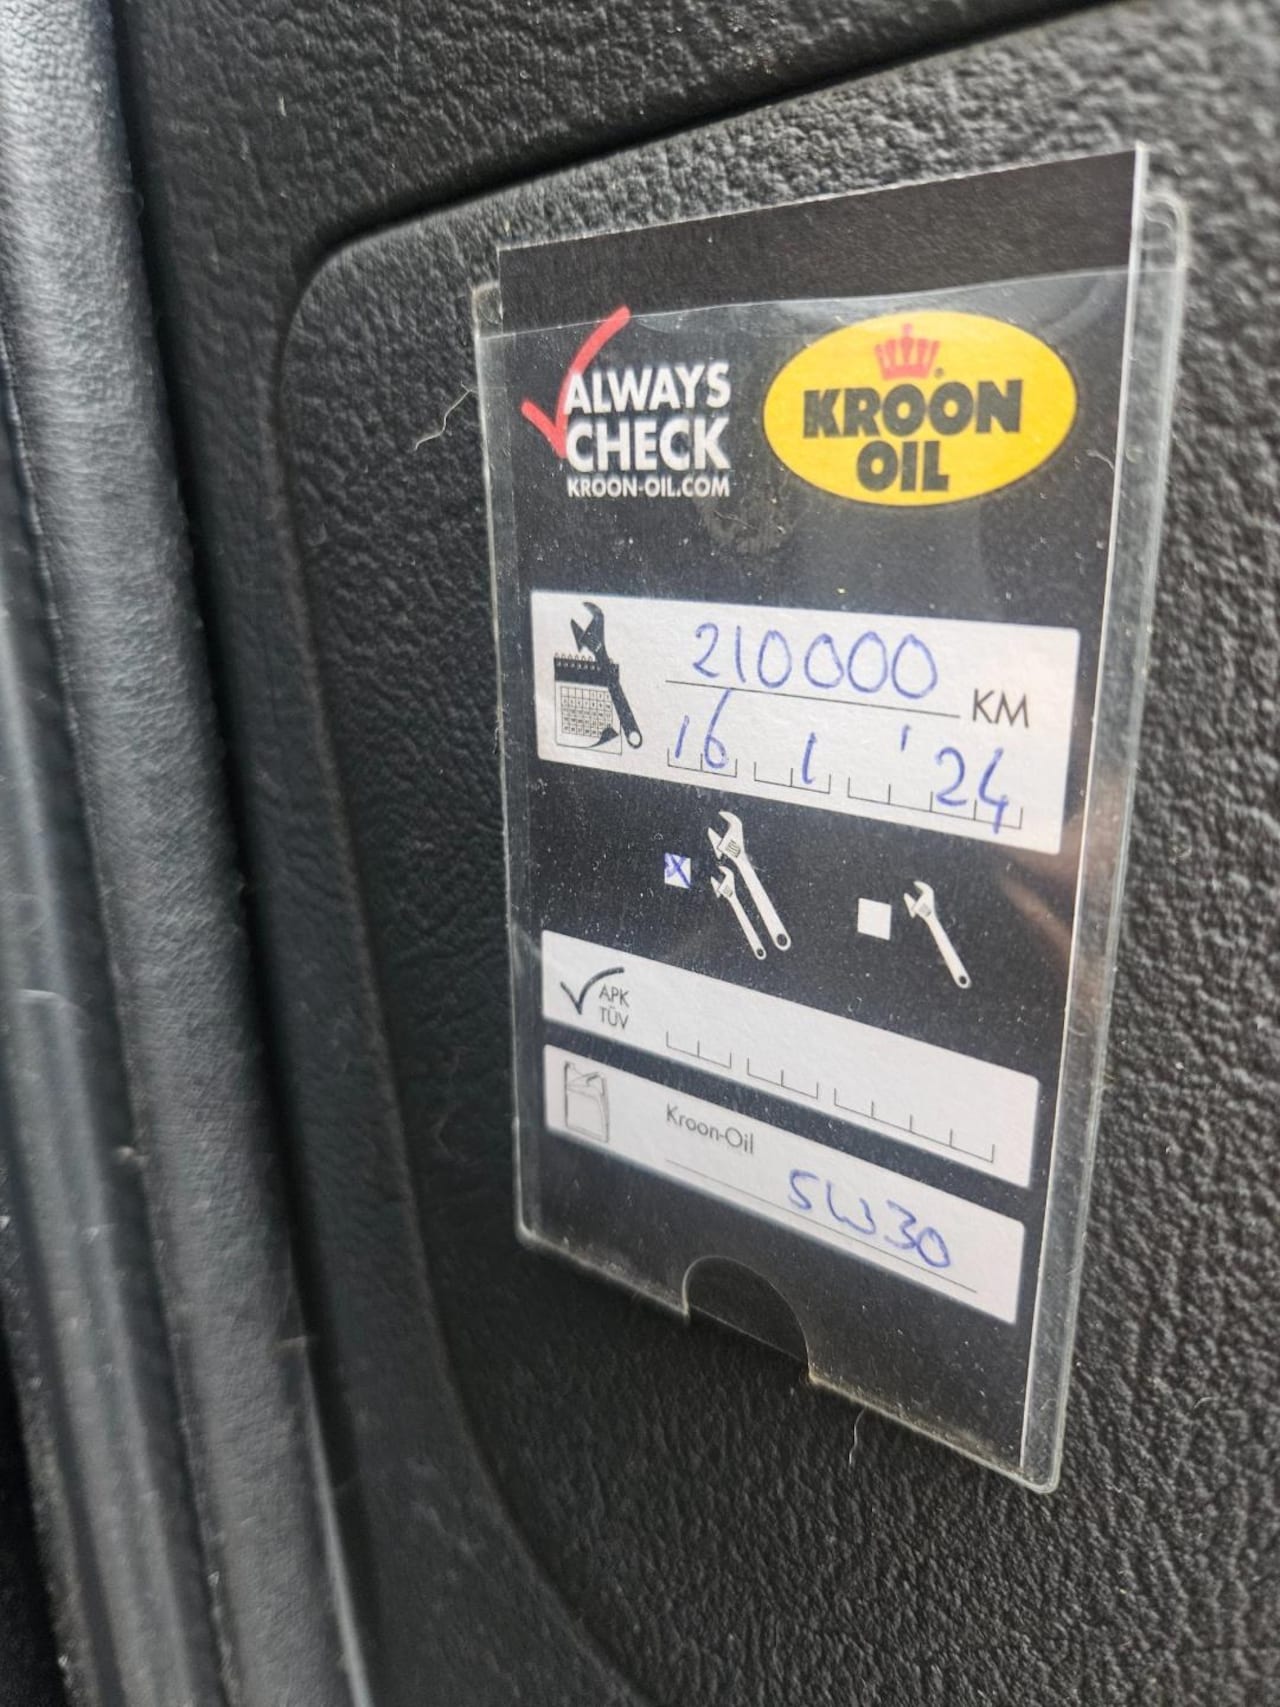 ALWAYS
CHECK
KROON-OIL.COM
KROON
OIL
210000 KM
16 1 '24
X
APK
TÜV
Kroon-Oil
5W30